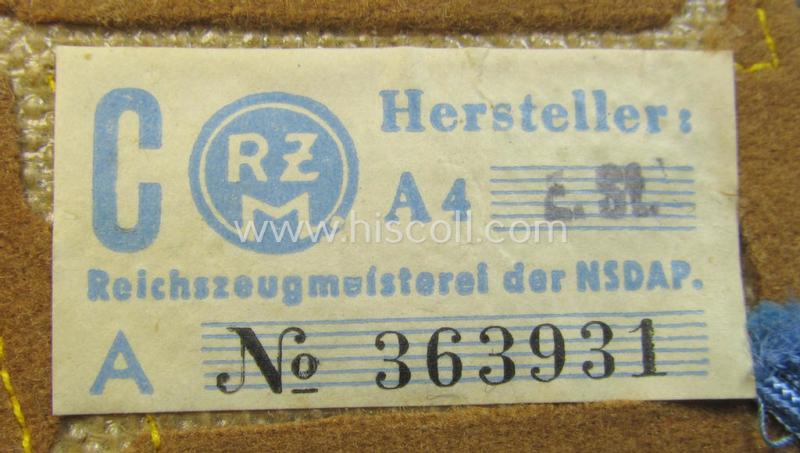 C RZM Hersteller:
A4
www.hiscoll.com
Reichszeugmeisterei der NSDAP.
A № 363931